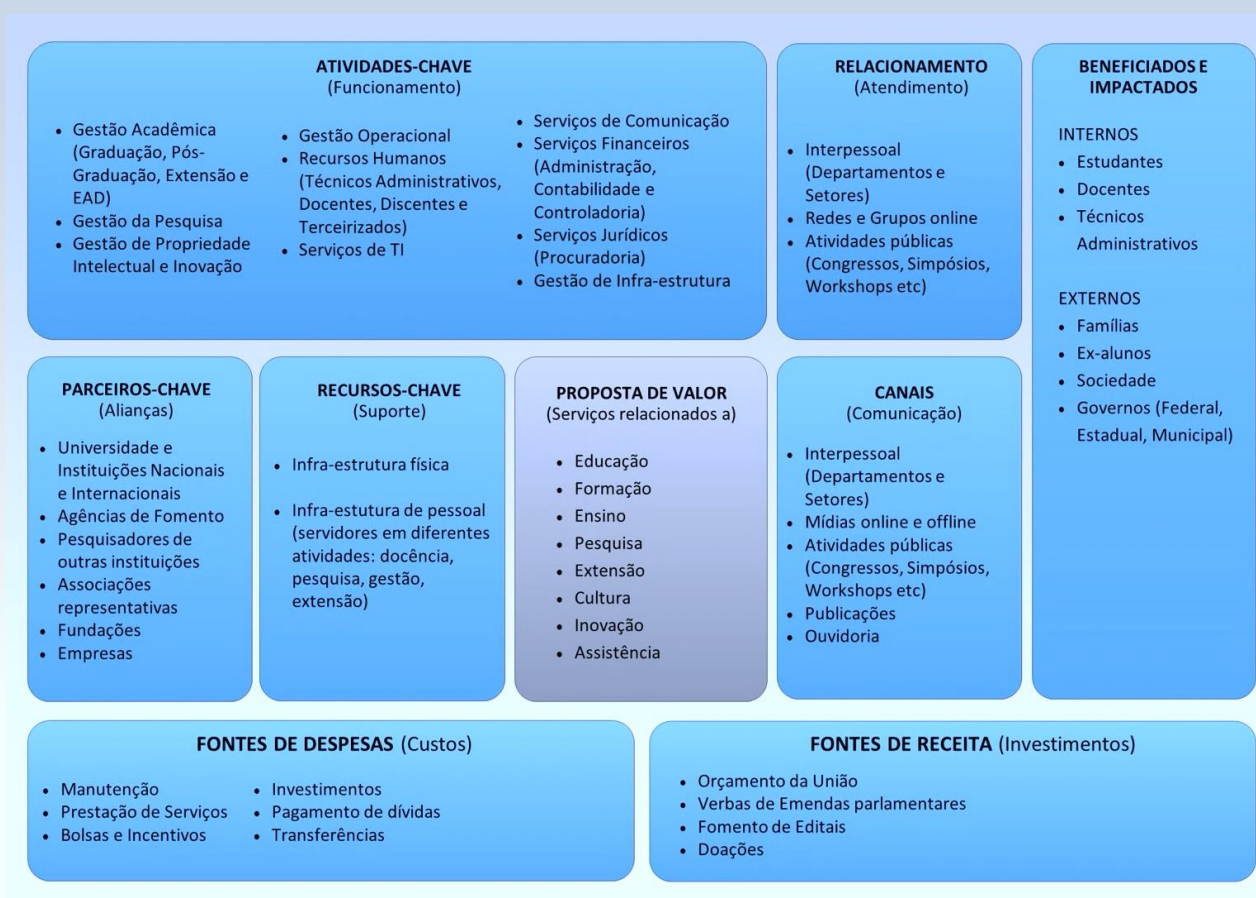 ATIVIDADES-CHAVE
(Funcionamento)
• Gestão Acadêmica
(Graduação, Pós-
Graduação, Extensão e
EAD)
• Gestão da Pesquisa
• Gestão de Propriedade
Intelectual e Inovação
• Gestão Operacional
• Recursos Humanos
(Técnicos Administrativos,
Docentes, Discentes e
Terceirizados)
• Serviços de TI
• Serviços de Comunicação
• Serviços Financeiros
(Administração,
Contabilidade e
Controladoria)
• Serviços Jurídicos
(Procuradoria)
• Gestão de Infra-estrutura
RELACIONAMENTO
(Atendimento)
• Interpessoal
(Departamentos e
Setores)
• Redes e Grupos online
• Atividades públicas
(Congressos, Simpósios,
Workshops etc)
BENEFICIADOS E
IMPACTADOS
INTERNOS
• Estudantes
• Docentes
• Técnicos
Administrativos
EXTERNOS
• Famílias
• Ex-alunos
• Sociedade
• Governos (Federal,
Estadual, Municipal)
PARCEIROS-CHAVE
(Alianças)
• Universidade e
Instituições Nacionais
e Internacionais
• Agências de Fomento
• Pesquisadores de
outras instituições
• Associações
representativas
• Fundações
• Empresas
RECURSOS-CHAVE
(Suporte)
• Infra-estrutura física
• Infra-estutura de pessoal
(servidores em diferentes
atividades: docência,
pesquisa, gestão,
extensão)
PROPOSTA DE VALOR
(Serviços relacionados a)
• Educação
• Formação
• Ensino
• Pesquisa
• Extensão
• Cultura
• Inovação
• Assistência
CANAIS
(Comunicação)
• Interpessoal
(Departamentos e
Setores)
• Mídias online e offline
• Atividades públicas
(Congressos, Simpósios,
Workshops etc)
• Publicações
• Ouvidoria
FONTES DE DESPESAS (Custos)
• Manutenção
• Prestação de Serviços
• Bolsas e Incentivos
• Investimentos
• Pagamento de dívidas
• Transferências
FONTES DE RECEITA (Investimentos)
• Orçamento da União
• Verbas de Emendas parlamentares
• Fomento de Editais
• Doações